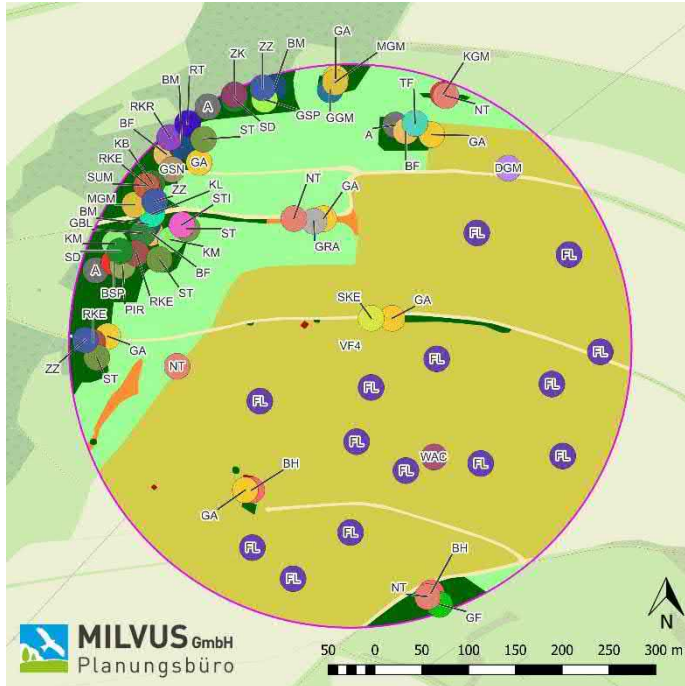 GA
MGM
ZZ
BM
ZK
RT
BM
RKR
BF
KB
RKE
SUM
MGM
BM
GBL
KM
SD
A
A
SD
GSP
GGM
ST
GA
GSN
ZZ
KL
STI
ST
KM
BF
ST
RKE
PIR
BSP
KGM
NT
TF
A
BF
GA
DGM
NT
GA
GRA
FL
FL
SKE
GA
VF4
RKE
ZZ
GA
ST
NT
FL
FL
FL
FL
FL
FL
FL
WAC
FL
FL
BH
GA
FL
FL
FL
BH
NT
GF
MILVUS GmbH
Planungsbüro
N
50 0 50 100 150 200 250 300 m